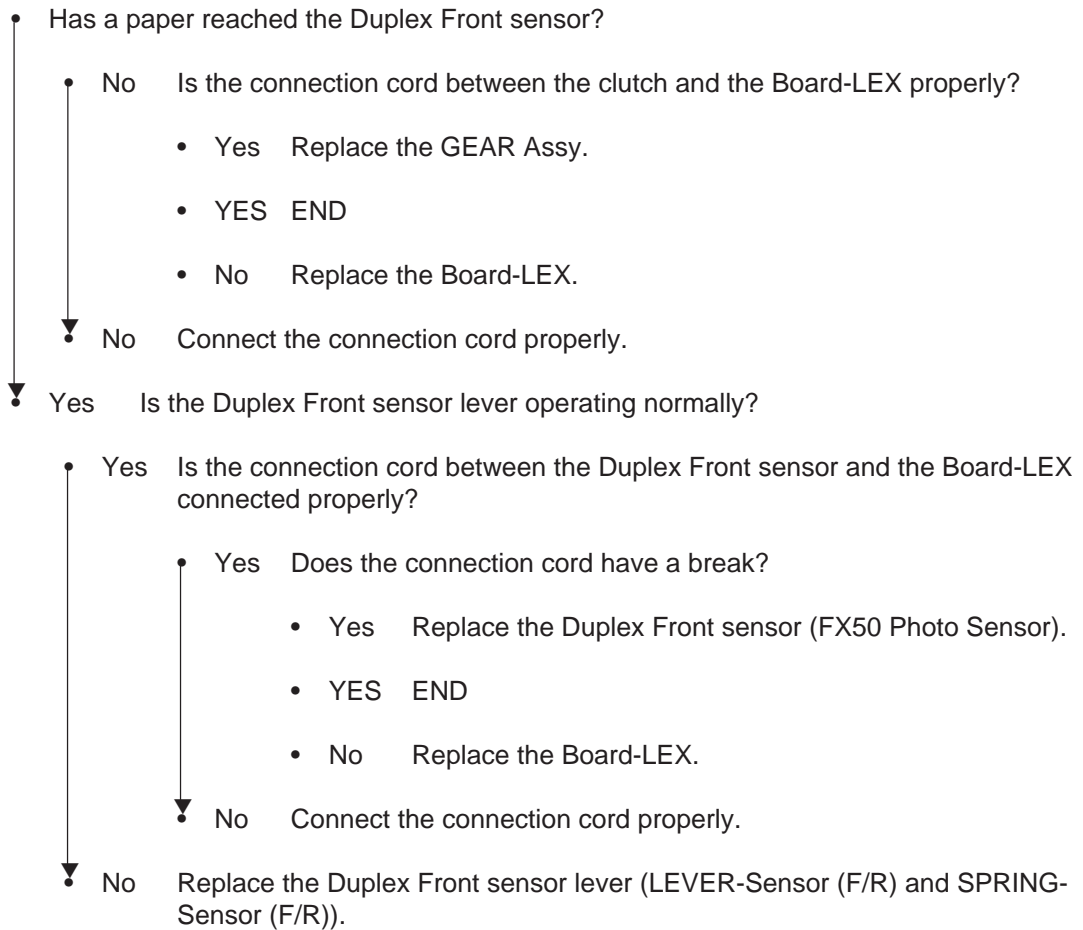 • Has a paper reached the Duplex Front sensor?
• No Is the connection cord between the clutch and the Board-LEX properly?
• Yes Replace the GEAR Assy.
• YES END
• No Replace the Board-LEX.
• No Connect the connection cord properly.
• Yes Is the Duplex Front sensor lever operating normally?
• Yes Is the connection cord between the Duplex Front sensor and the Board-LEX
connected properly?
• Yes Does the connection cord have a break?
• Yes Replace the Duplex Front sensor (FX50 Photo Sensor).
• YES END
• No Replace the Board-LEX.
• No Connect the connection cord properly.
• No Replace the Duplex Front sensor lever (LEVER-Sensor (F/R) and SPRING-
Sensor (F/R)).